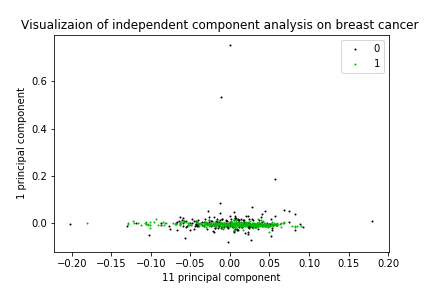 Visualizaion of independent component analysis on breast cancer
0
1
1 principal component
0.6
0.4
0.2
0.0
−0.20 −0.15 −0.10 −0.05 0.00 0.05 0.10 0.15 0.20
11 principal component